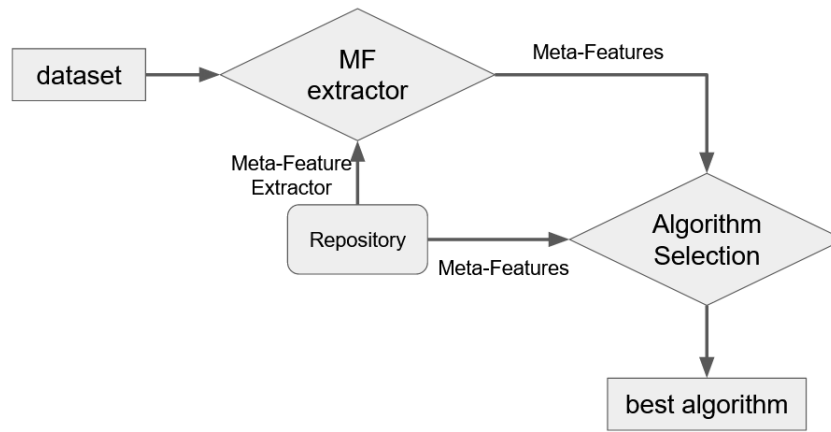 dataset
MF
extractor
Meta-Features
Meta-Feature
Extractor
Repository
Meta-Features
Algorithm
Selection
best algorithm